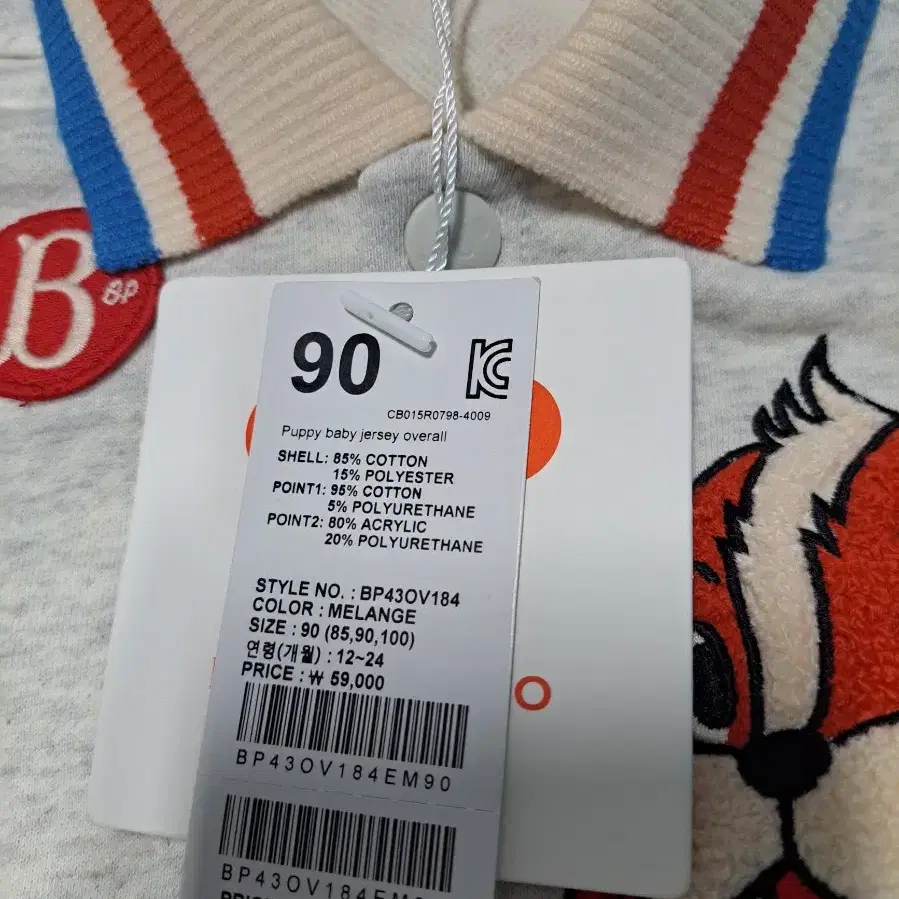 B
BP
90
KC
CB015R0798-4009
Puppy baby jersey overall
SHELL: 85% COTTON
15% POLYESTER
POINT1: 95% COTTON
5% POLYURETHANE
POINT2: 80% ACRYLIC
20% POLYURETHANE
STYLE NO. : BP43OV184
COLOR : MELANGE
SIZE : 90 (85,90,100)
연령(개월) : 12~24
PRICE : ₩ 59,000
BP43OV184EM90
BP43OV184EM9